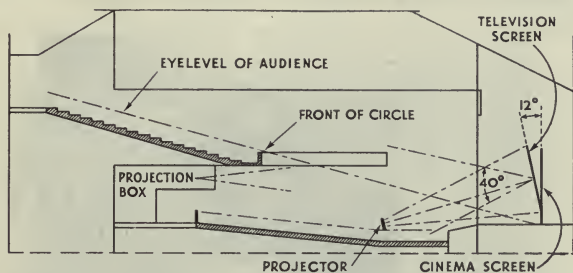 TELEVISION
SCREEN
EYELEVEL OF AUDIENCE
12°
FRONT OF CIRCLE
PROJECTION
BOX
40°
PROJECTOR
CINEMA SCREEN